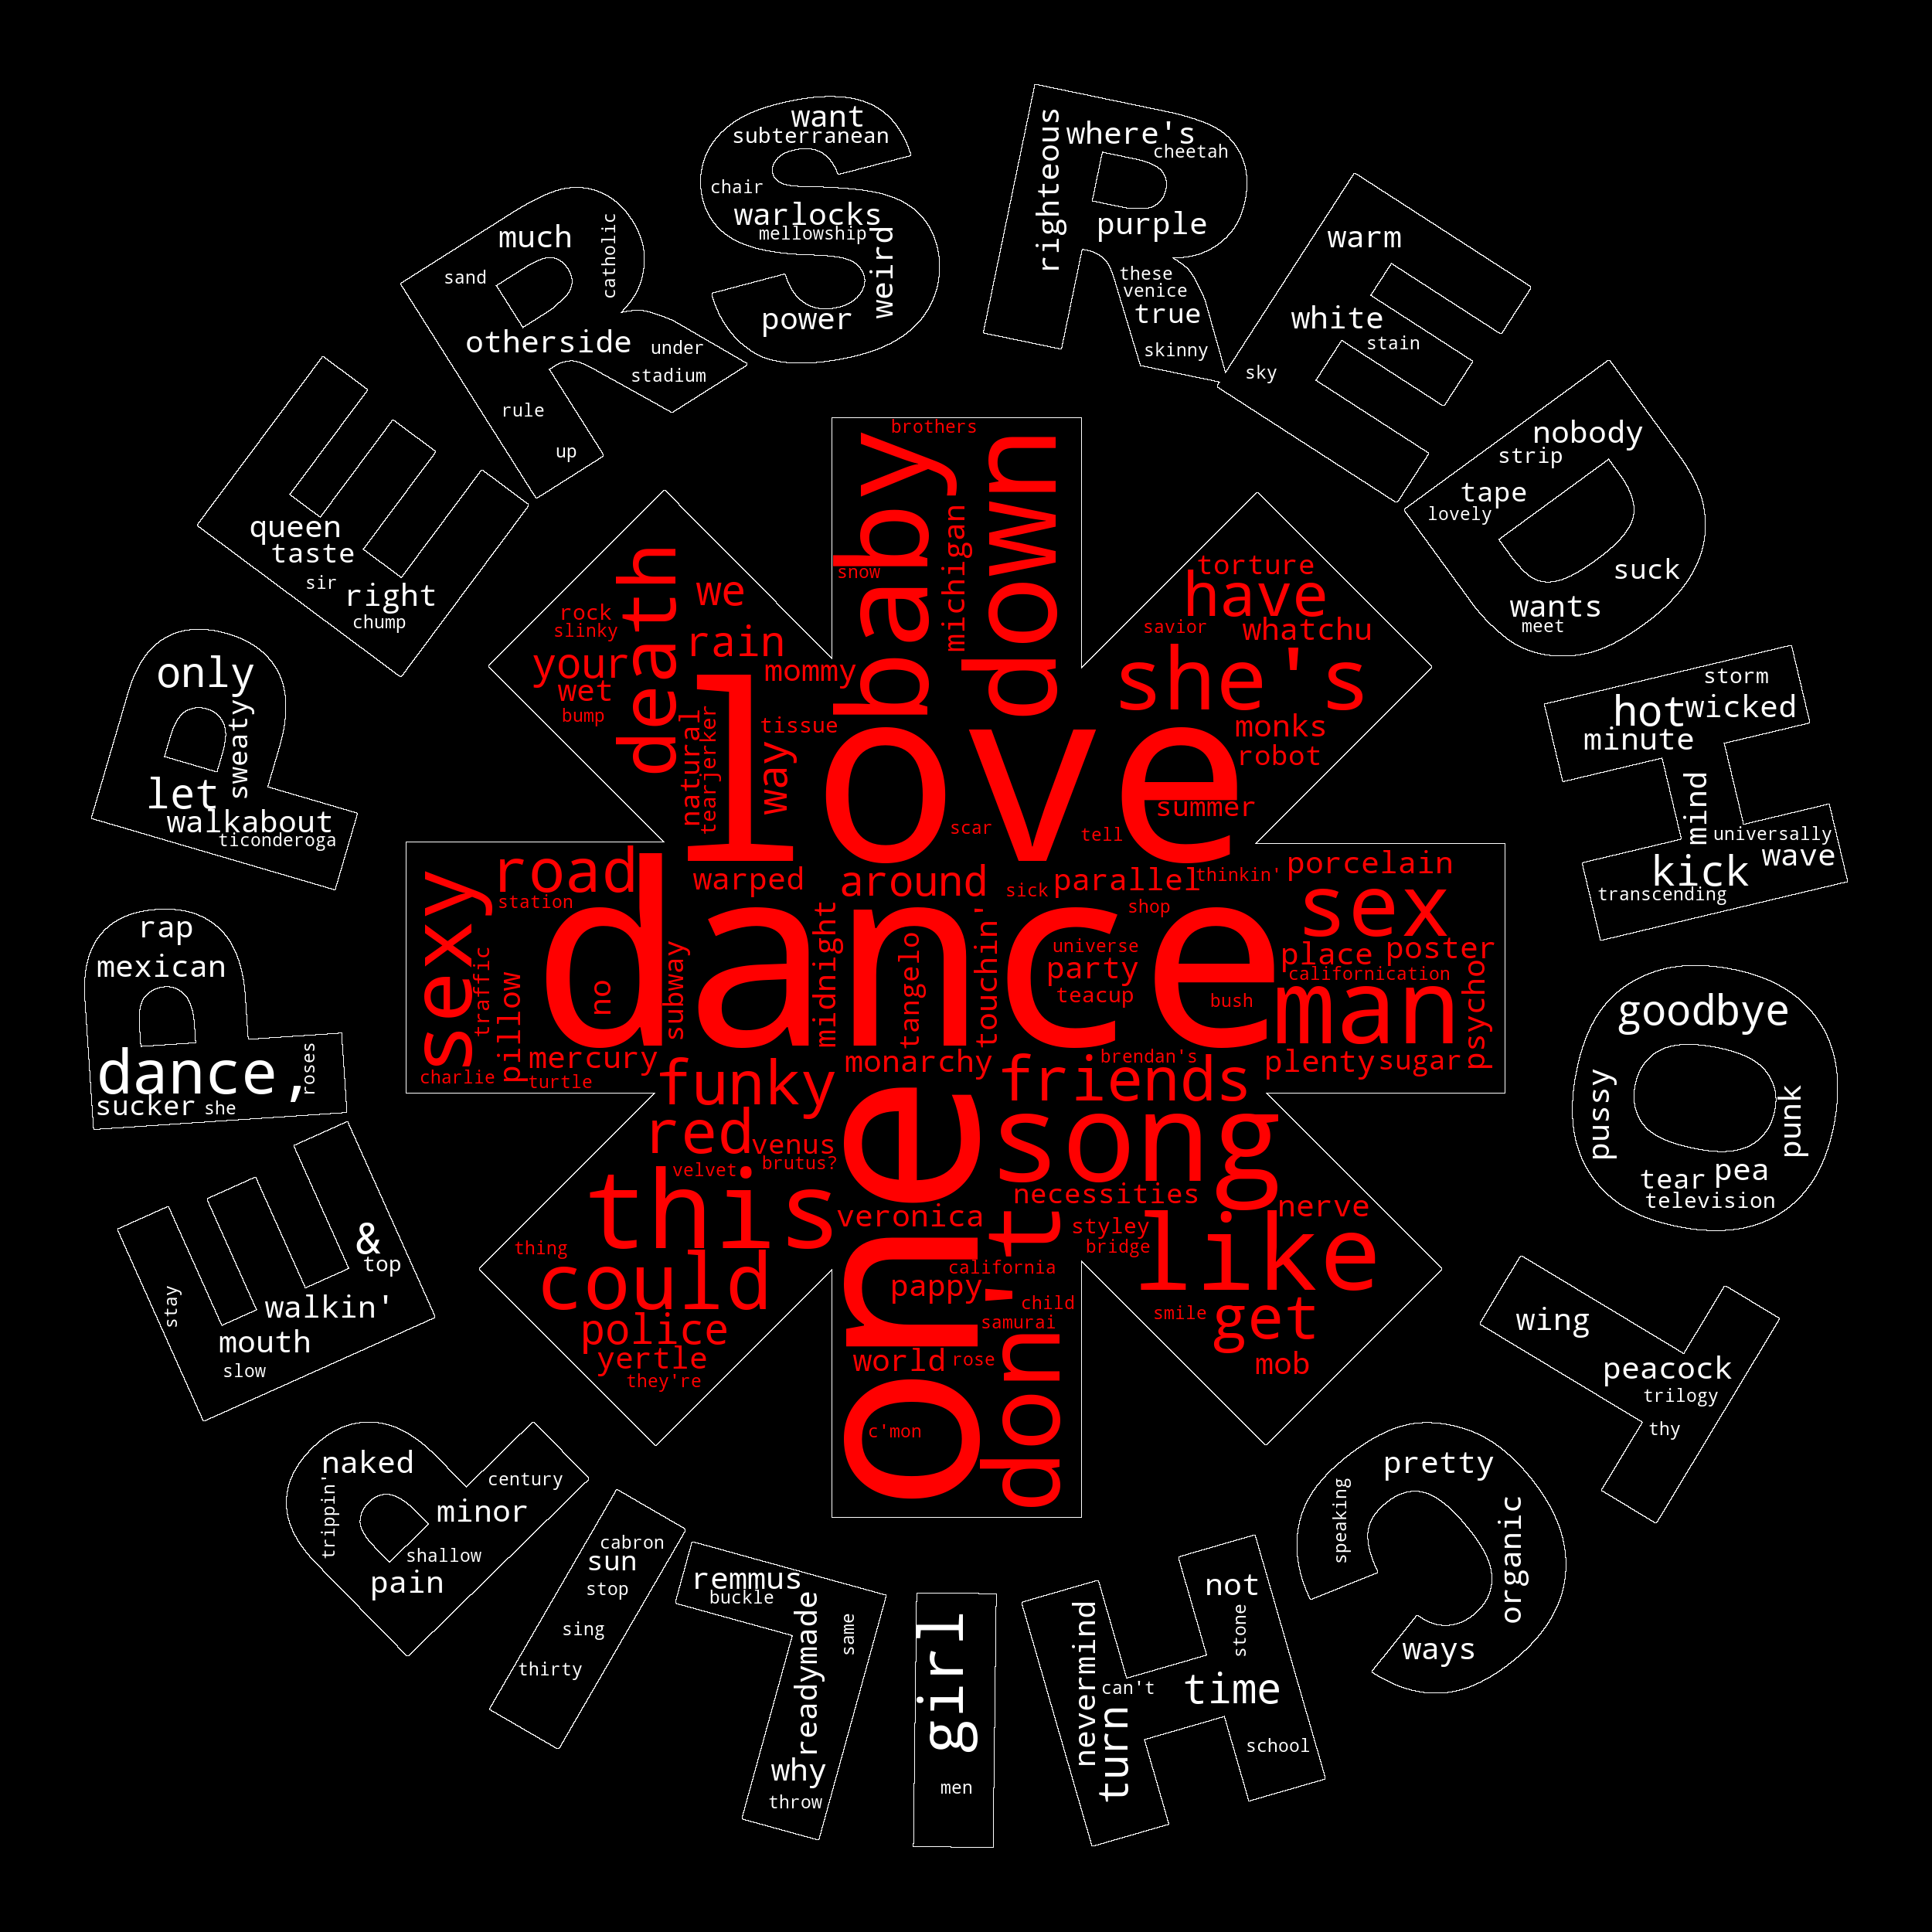 RED HOT CHILI PEPPERS
righteous
where's
cheetah
purple
these
venice
true
skinny
warm
white
stain
sky
nobody
strip
tape
lovely
suck
wants
meet
storm
hot
wicked
minute
mind
universally
wave
kick
transcending
goodbye
pussy
punk
tear
pea
television
wing
peacock
trilogy
thy
pretty
speaking
organic
ways
not
stone
nevermind
can't
time
turn
school
girl
men
remmus
buckle
readymade
same
why
throw
cabron
sun
stop
sing
thirty
naked
century
trippin'
minor
shallow
pain
&
top
stay
walkin'
mouth
slow
rap
mexican
dance,
roses
sucker
she
only
sweaty
let
walkabout
ticonderoga
queen
taste
sir
right
chump
much
catholic
sand
otherside
under
stadium
rule
up
want
subterranean
chair
warlocks
mellowship
weird
power
brothers
baby
down
michigan
snow
death
we
rock
slinky
rain
your
wet
mommy
bump
natural
tearjerker
tissue
way
torture
have
savior
whatchu
she's
monks
robot
love
summer
scar
tell
road
station
sexy
warped
around
sick
parallel
thinkin'
porcelain
shop
sex
dance
traffic
pillow
no
subway
midnight
tangelo
touchin'
universe
party
teacup
bush
place
poster
californication
man
psycho
charlie
mercury
turtle
monarchy
brendan's
plenty
sugar
funky
friends
red
venus
velvet
brutus?
one
song
this
necessities
veronica
nerve
styley
bridge
thing
could
don't
like
california
pappy
child
samurai
smile
get
police
yertle
they're
world
rose
mob
c'mon